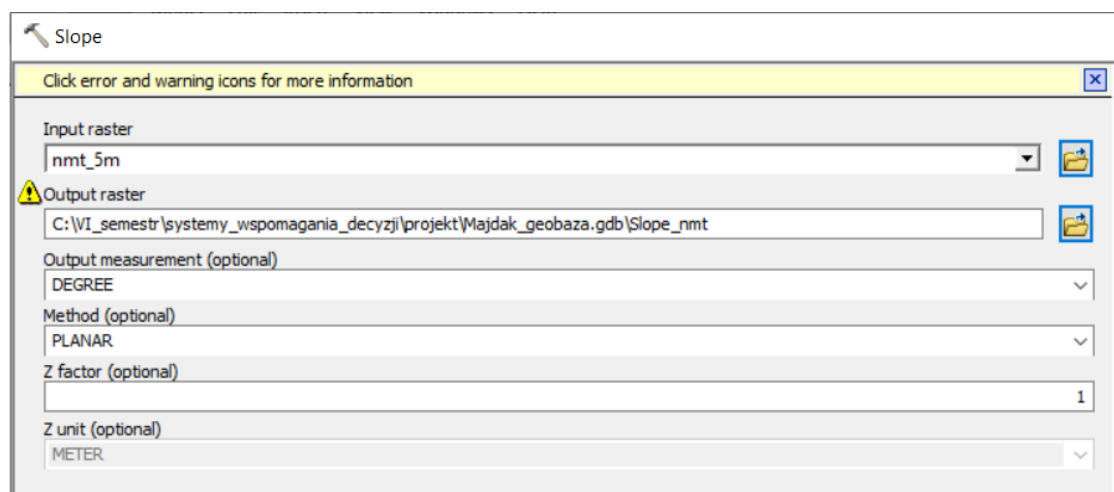 Slope
Click error and warning icons for more information
Input raster
nmt_5m
Output raster
C:\VI_semestr\systemy_wspomagania_decyzji\projekt\Majdak_geobaza.gdb\Slope_nmt
Output measurement (optional)
DEGREE
Method (optional)
PLANAR
Z factor (optional)
1
Z unit (optional)
METER